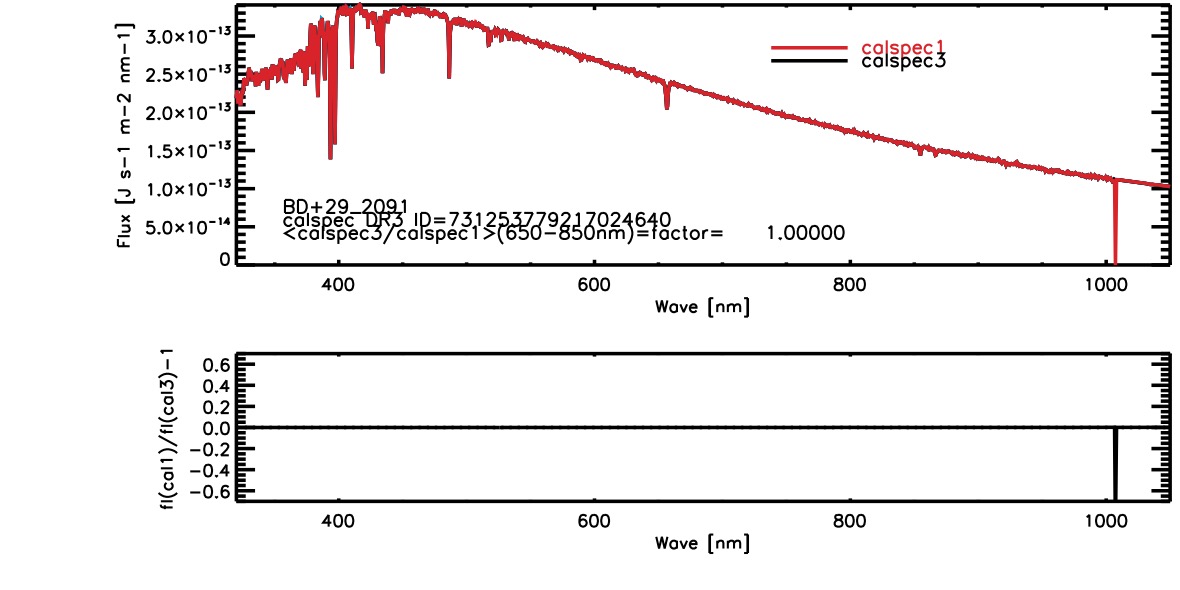 Flux [J s−1 m−2 nm−1]
3.0×10−13
2.5×10−13
2.0×10−13
1.5×10−13
1.0×10−13
5.0×10−14
0
calspec1
calspec3
BD+29_2091
calspec DR3 ID=731253779217024640
<calspec3/calspec1>(650−850nm)=factor= 1.00000
400 600 800 1000
Wave [nm]
fl(cal1)/fl(cal3)−1
0.6
0.4
0.2
0.0
−0.2
−0.4
−0.6
400 600 800 1000
Wave [nm]